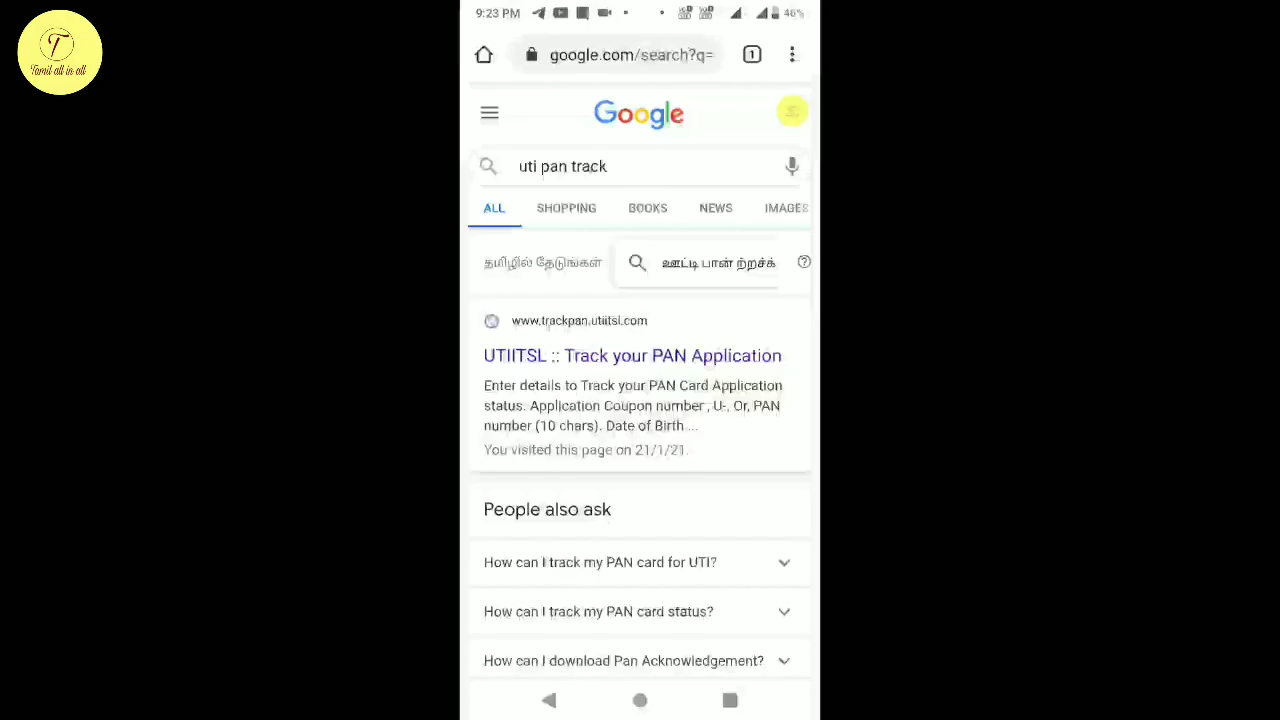 T
Tamil all in all
9:23 PM
46%
google.com/search?q=
1
Google
uti pan track
ALL SHOPPING BOOKS NEWS IMAGES
தமிழில் தேடுங்கள்
ஊட்டி பான் ற்றச்க்
www.trackpan.utiitsl.com
UTIITSL :: Track your PAN Application
Enter details to Track your PAN Card Application
status. Application Coupon number , U-, Or, PAN
number (10 chars). Date of Birth ...
You visited this page on 21/1/21.
People also ask
How can I track my PAN card for UTI?
How can I track my PAN card status?
How can I download Pan Acknowledgement?